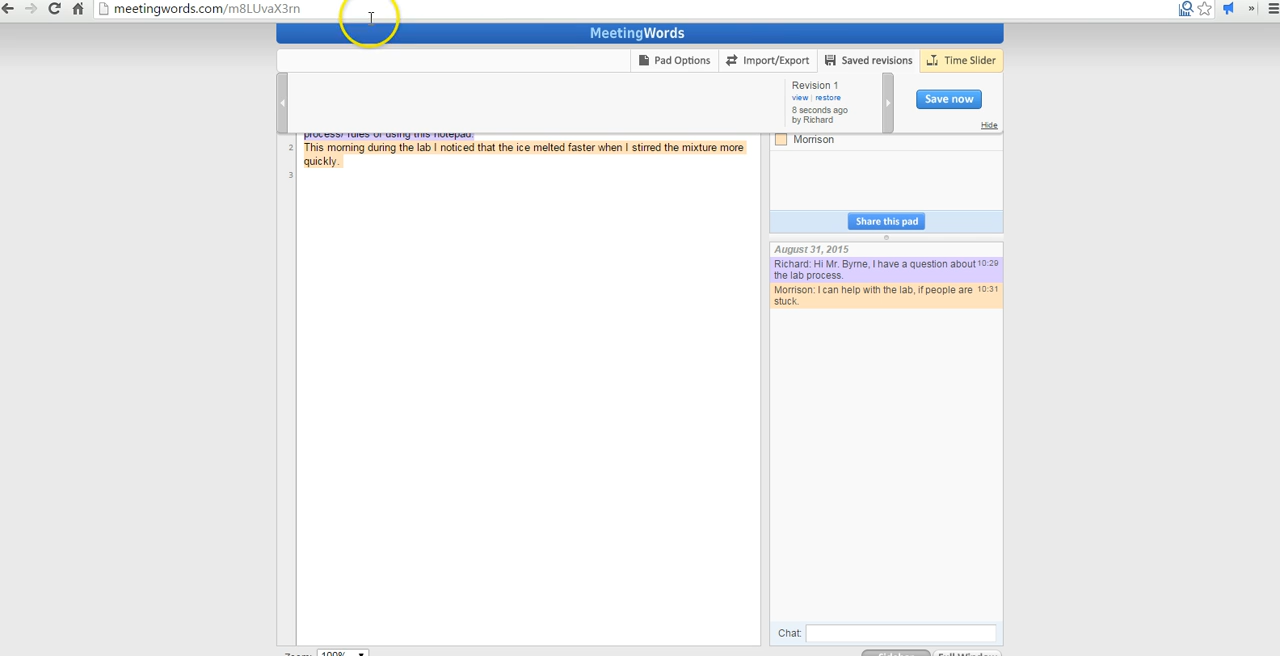 meetingwords.com/m8LUvaX3rn
»
MeetingWords
Pad Options Import/Export Saved revisions Time Slider
Revision 1
view | restore
8 seconds ago
by Richard
Save now
Hide
process/ rules of using this notepad.
2 This morning during the lab I noticed that the ice melted faster when I stirred the mixture more
quickly.
3
Morrison
Share this pad
August 31, 2015
Richard: Hi Mr. Byrne, I have a question about 10:29
the lab process.
Morrison: I can help with the lab, if people are 10:31
stuck.
Chat:
Zoom: 100% Sidebar Full Window